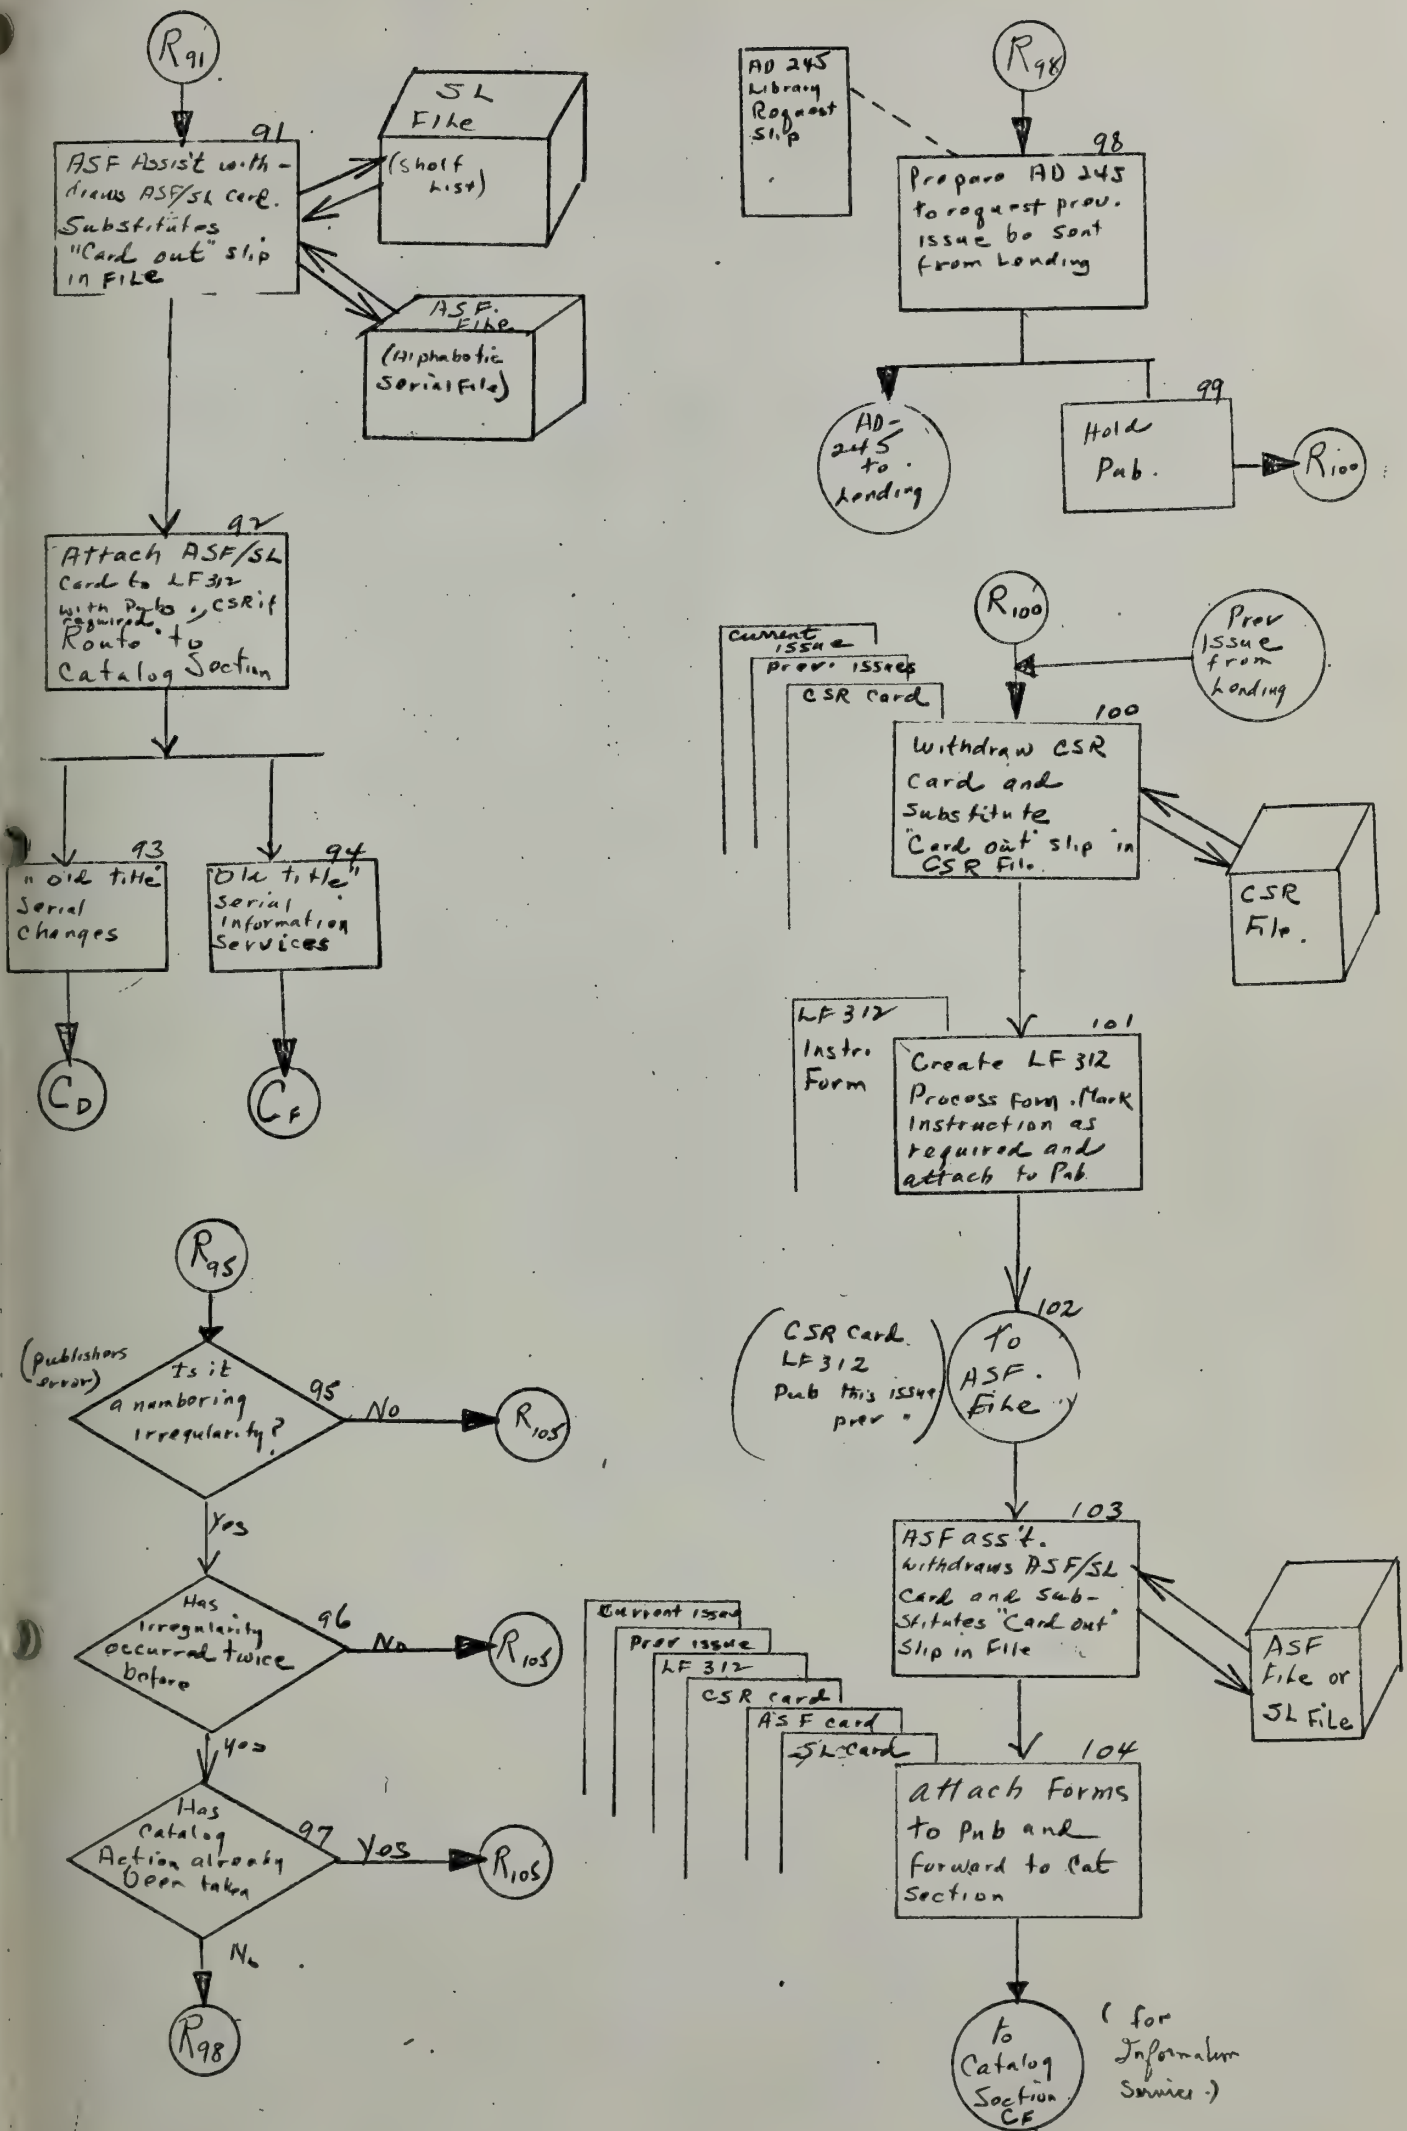 R91
91
ASF Assis't with-
draws ASF/SL card.
Substitutes
"Card out" slip
in File
SL
File
(Shelf
List)
ASF.
File
(Alphabetic
Serial File)
92
Attach ASF/SL
Card to LF 312
with Pubs., CSR if
required.
Route to
Catalog Section
93
"old title"
Serial
Changes
94
"Old title"
Serial
Information
Services
CD
CF
R95
(publishers
error)
95
Is it
a numbering
irregularity?
No
R105
Yes
96
Has
irregularity
occurred twice
before
No
R105
yes
97
Has
Catalog
Action already
been taken
Yes
R105
No
R98
AD 245
Library
Request
Slip
R98
98
Prepare AD 245
to request prev.
issue be sent
from Lending
AD-
245
to
Lending
99
Hold
Pub.
R100
R100
Prev
Issue
from
Lending
Current
issue
prev. issues
CSR card
100
Withdraw CSR
Card and
Substitute
"Card out" slip in
CSR File.
CSR
File.
LF 312
Instr.
Form
101
Create LF 312
Process form. Mark
Instruction as
required and
attach to Pub.
102
To
ASF.
File
(CSR Card
LF 312
Pub this issue
prev ")
103
ASF ass't.
withdraws ASF/SL
Card and sub-
stitutes "Card out"
Slip in File
ASF
File or
SL File
Current issue
Prev issue
LF 312
CSR card
ASF card
SL Card
104
attach Forms
to Pub and
forward to Cat
Section
to
Catalog
Section
CF
(for
Information
Service.)